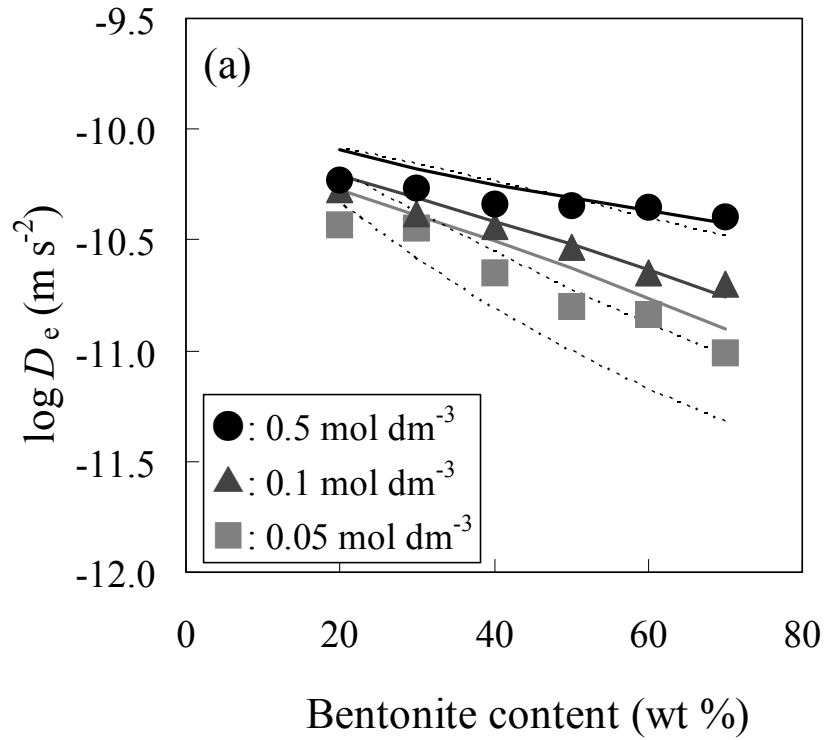 -9.5
(a)
-10.0
-10.5
-11.0
-11.5
-12.0
log D e (m s-2)
●: 0.5 mol dm-3
▲: 0.1 mol dm-3
■: 0.05 mol dm-3
0 20 40 60 80
Bentonite content (wt %)